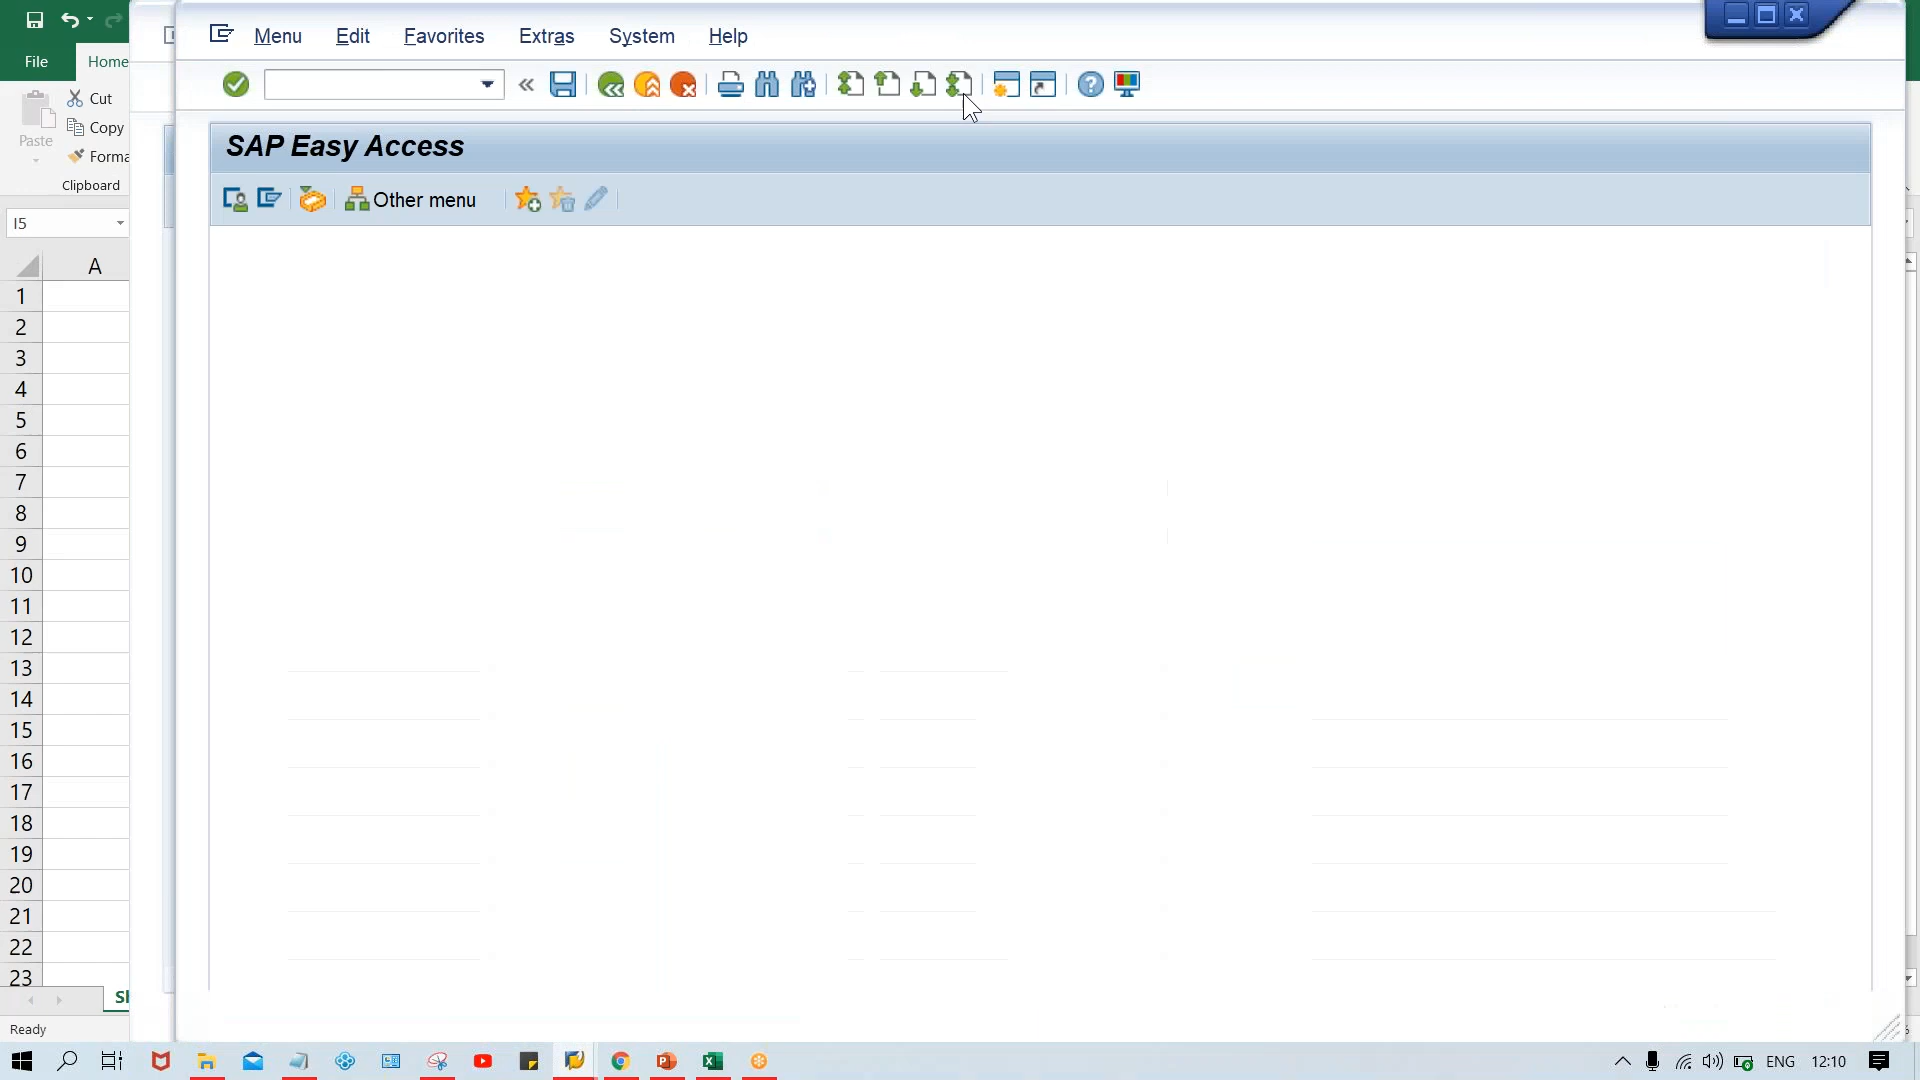 File
Home
Cut
Copy
Forma
Paste
Clipboard
I5
Menu Edit Favorites Extras System Help
SAP Easy Access
Other menu
A
1
2
3
4
5
6
7
8
9
10
11
12
13
14
15
16
17
18
19
20
21
22
23
Sh
Ready
ENG 12:10